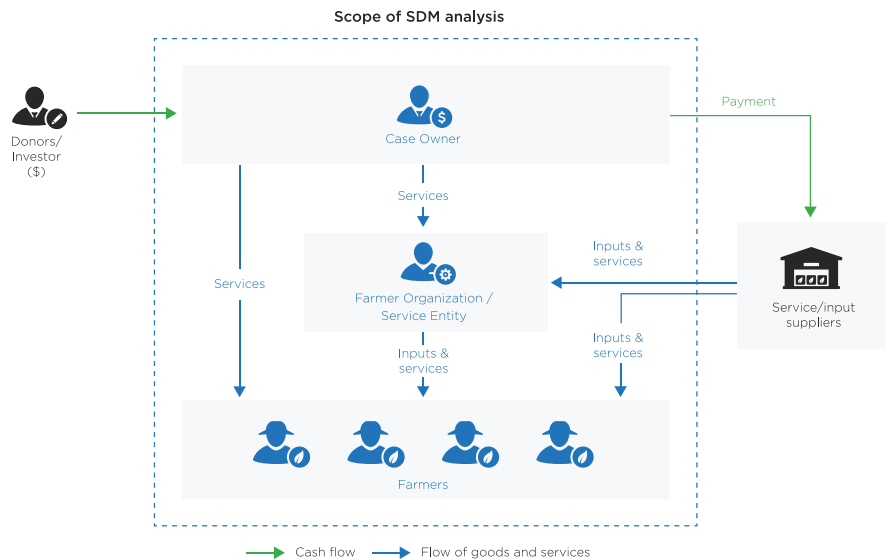 Scope of SDM analysis
Donors/
Investor
($)
$
Case Owner
Payment
Services
Services
Farmer Organization /
Service Entity
Inputs &
services
Service/input
suppliers
Inputs &
services
Inputs &
services
Farmers
Cash flow
Flow of goods and services